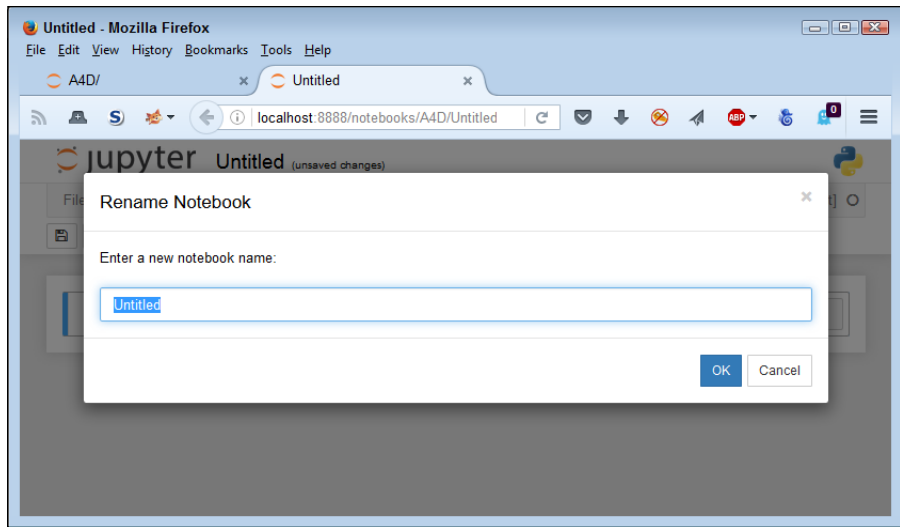 Untitled - Mozilla Firefox
File Edit View History Bookmarks Tools Help
A4D/ Untitled
S) localhost:8888/notebooks/A4D/Untitled ABP 0
jupyter Untitled (unsaved changes)
File t]
Rename Notebook
Enter a new notebook name:
Untitled
OK Cancel